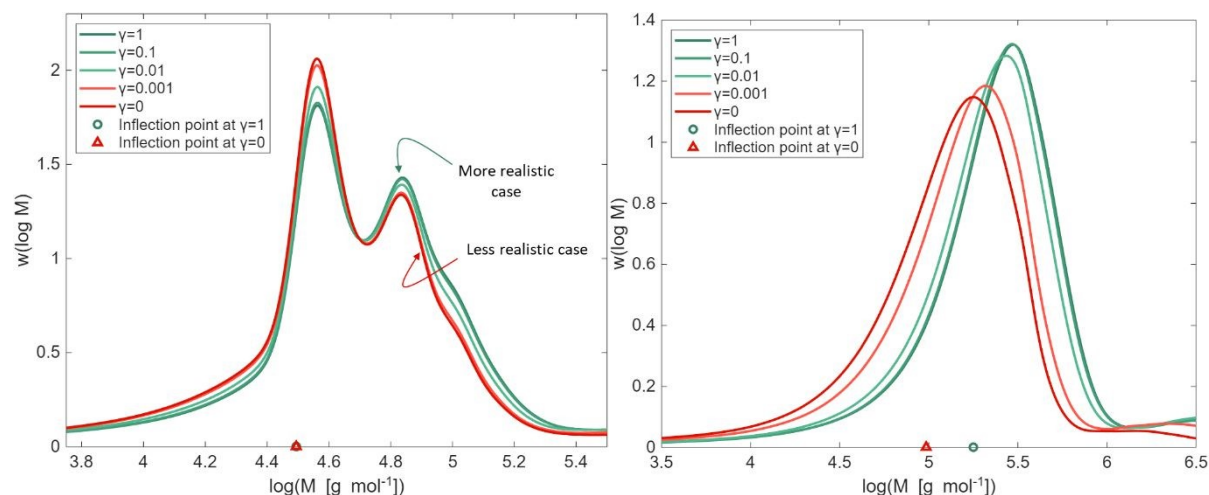 γ=1
γ=0.1
γ=0.01
γ=0.001
γ=0
Inflection point at γ=1
Inflection point at γ=0
More realistic
case
Less realistic case
w(log M)
2
1.5
1
0.5
0
3.8 4 4.2 4.4 4.6 4.8 5 5.2 5.4
log(M [g mol⁻¹])
γ=1
γ=0.1
γ=0.01
γ=0.001
γ=0
Inflection point at γ=1
Inflection point at γ=0
w(log M)
1.4
1.2
1
0.8
0.6
0.4
0.2
0
3.5 4 4.5 5 5.5 6 6.5
log(M [g mol⁻¹])